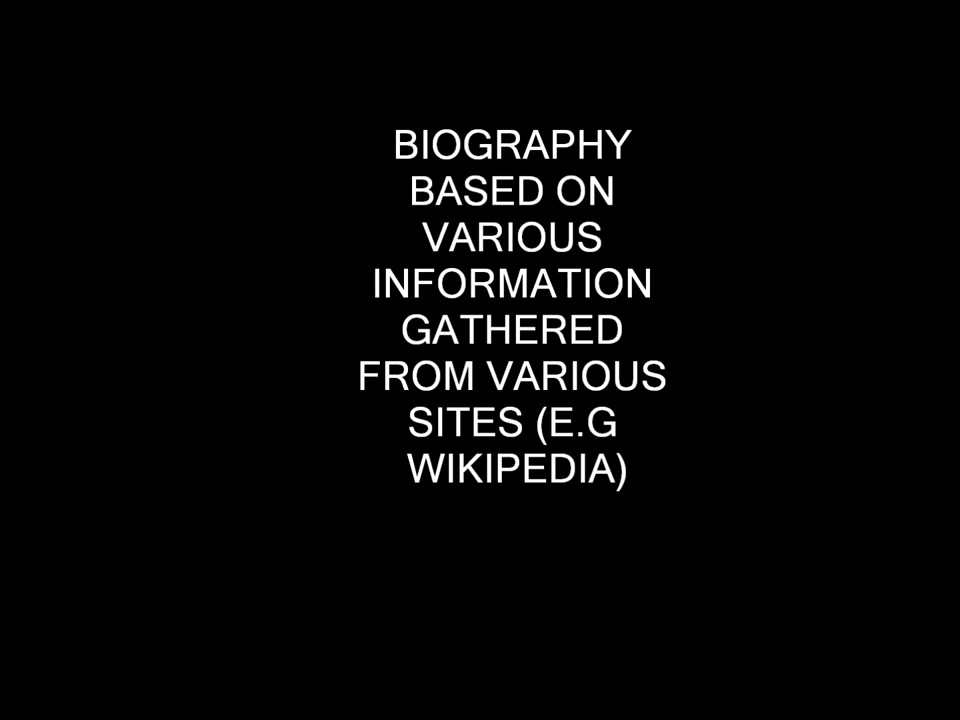 BIOGRAPHY
BASED ON
VARIOUS
INFORMATION
GATHERED
FROM VARIOUS
SITES (E.G
WIKIPEDIA)